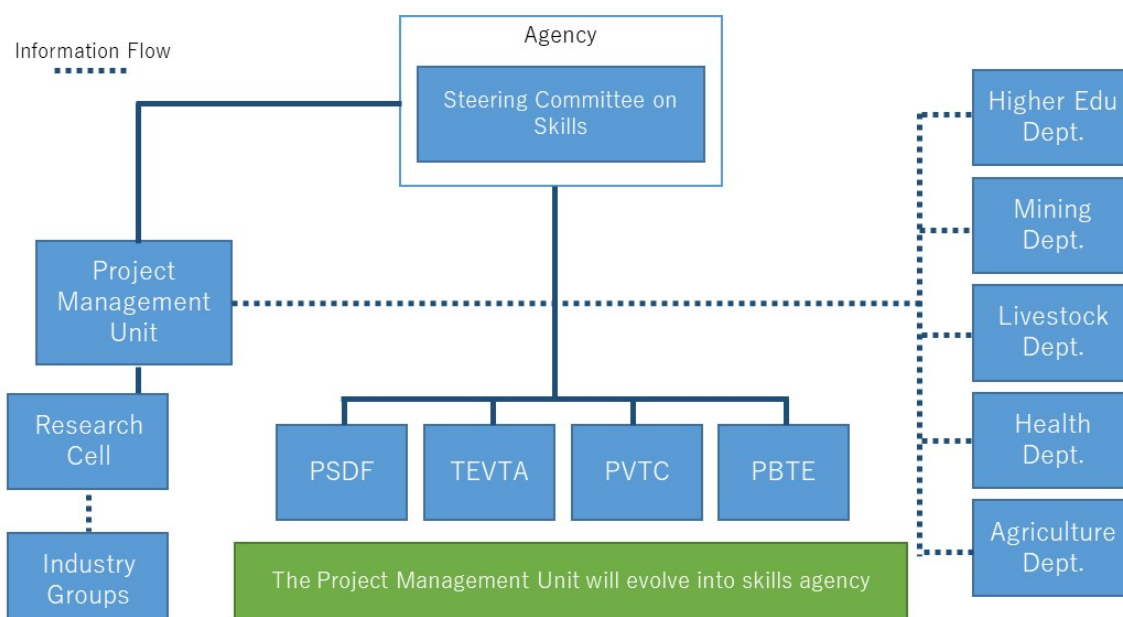 Information Flow
Agency
Steering Committee on
Skills
Project
Management
Unit
Research
Cell
Industry
Groups
PSDF
TEVTA
PVTC
PBTE
The Project Management Unit will evolve into skills agency
Higher Edu
Dept.
Mining
Dept.
Livestock
Dept.
Health
Dept.
Agriculture
Dept.